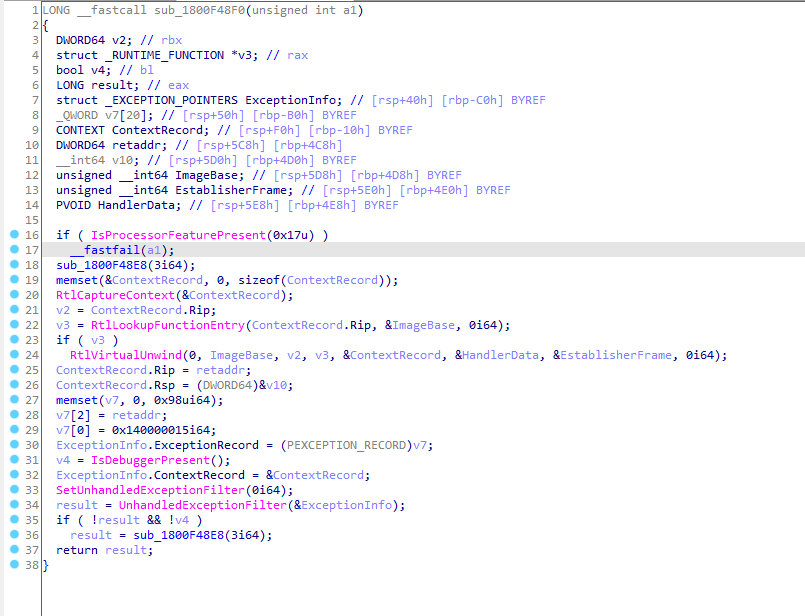 1 LONG __fastcall sub_1800F48F0(unsigned int a1)
2 {
3 DWORD64 v2; // rbx
4 struct _RUNTIME_FUNCTION *v3; // rax
5 bool v4; // bl
6 LONG result; // eax
7 struct _EXCEPTION_POINTERS ExceptionInfo; // [rsp+40h] [rbp-C0h] BYREF
8 _QWORD v7[20]; // [rsp+50h] [rbp-B0h] BYREF
9 CONTEXT ContextRecord; // [rsp+F0h] [rbp-10h] BYREF
10 DWORD64 retaddr; // [rsp+5C8h] [rbp+4C8h]
11 __int64 v10; // [rsp+5D0h] [rbp+4D0h] BYREF
12 unsigned __int64 ImageBase; // [rsp+5D8h] [rbp+4D8h] BYREF
13 unsigned __int64 EstablisherFrame; // [rsp+5E0h] [rbp+4E0h] BYREF
14 PVOID HandlerData; // [rsp+5E8h] [rbp+4E8h] BYREF
15
16 if ( IsProcessorFeaturePresent(0x17u) )
17 __fastfail(a1);
18 sub_1800F48E8(3i64);
19 memset(&ContextRecord, 0, sizeof(ContextRecord));
20 RtlCaptureContext(&ContextRecord);
21 v2 = ContextRecord.Rip;
22 v3 = RtlLookupFunctionEntry(ContextRecord.Rip, &ImageBase, 0i64);
23 if ( v3 )
24 RtlVirtualUnwind(0, ImageBase, v2, v3, &ContextRecord, &HandlerData, &EstablisherFrame, 0i64);
25 ContextRecord.Rip = retaddr;
26 ContextRecord.Rsp = (DWORD64)&v10;
27 memset(v7, 0, 0x98ui64);
28 v7[2] = retaddr;
29 v7[0] = 0x140000015i64;
30 ExceptionInfo.ExceptionRecord = (PEXCEPTION_RECORD)v7;
31 v4 = IsDebuggerPresent();
32 ExceptionInfo.ContextRecord = &ContextRecord;
33 SetUnhandledExceptionFilter(0i64);
34 result = UnhandledExceptionFilter(&ExceptionInfo);
35 if ( !result && !v4 )
36 result = sub_1800F48E8(3i64);
37 return result;
38 }